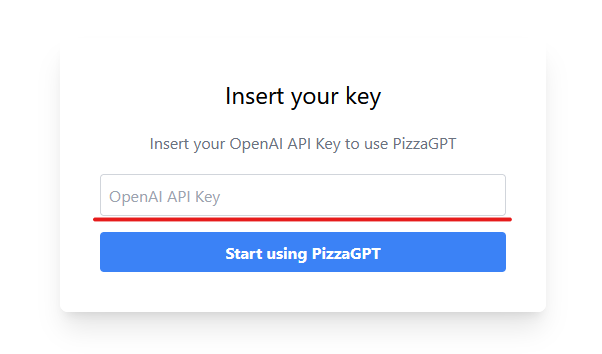 Insert your key
Insert your OpenAI API Key to use PizzaGPT
OpenAI API Key
Start using PizzaGPT